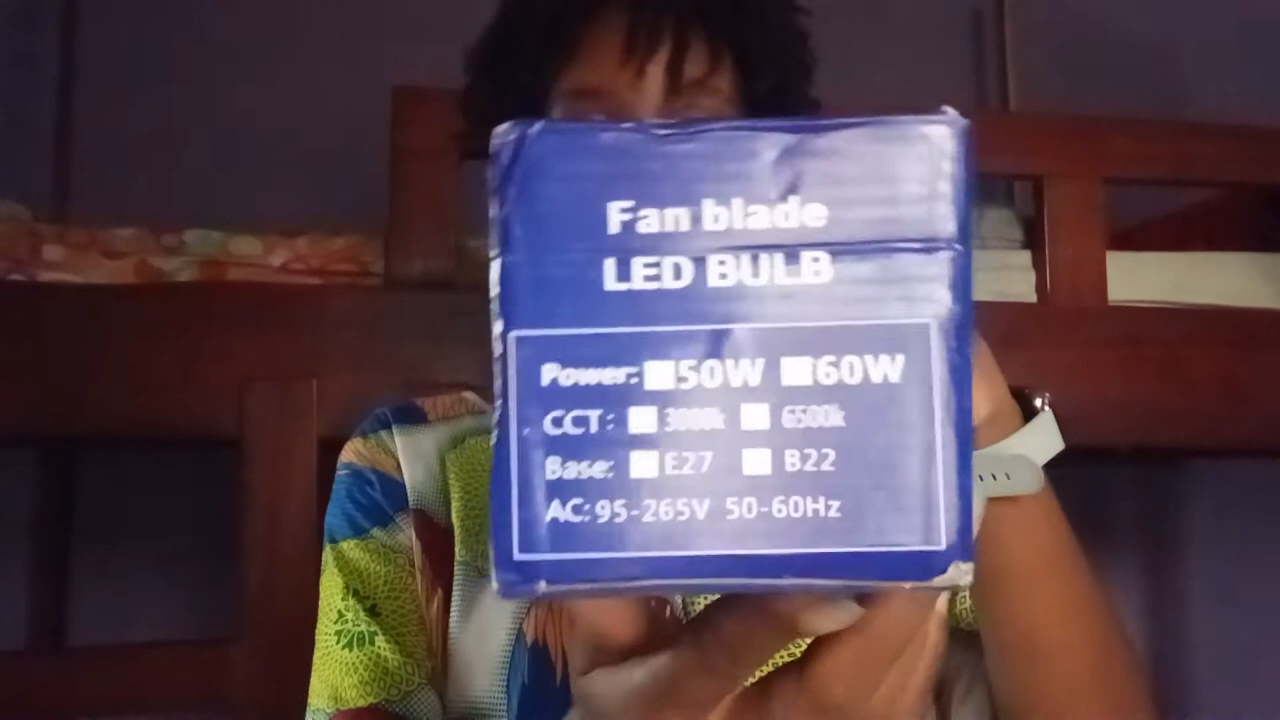 Fan blade
LED BULB
Power: 50W 60W
CCT: 3000k 6500k
Base: E27 B22
AC: 95-265V 50-60Hz